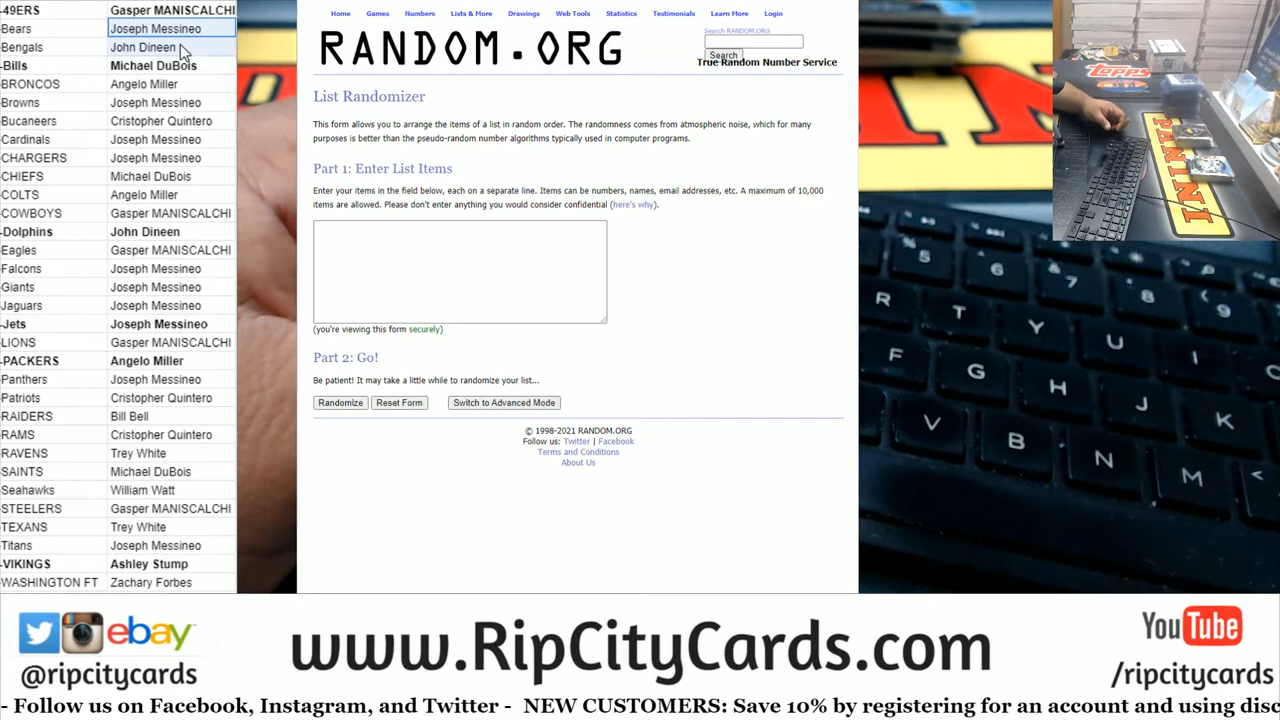 -49ERS Gasper MANISCALCHI
Beirs Joseph Messineo
Bengals John Dineen
-Bills Michael DuBois
BRONCOS Angelo Miller
Browns Joseph Messineo
Bucaneers Cristopher Quintero
Cardinals Joseph Messineo
CHARGERS Joseph Messineo
CHIEFS Michael DuBois
COLTS Angelo Miller
COWBOYS Gasper MANISCALCHI
-Dolphins John Dineen
Eagles Gasper MANISCALCHI
Falcons Joseph Messineo
Giants Joseph Messineo
Jaguars Joseph Messineo
-Jets Joseph Messineo
LIONS Gasper MANISCALCHI
-PACKERS Angelo Miller
Panthers Joseph Messineo
Patriots Cristopher Quintero
RAIDERS Bill Bell
RAMS Cristopher Quintero
RAVENS Trey White
SAINTS Michael DuBois
Seahawks William Watt
STEELERS Gasper MANISCALCHI
TEXANS Trey White
Titans Joseph Messineo
-VIKINGS Ashley Stump
WASHINGTON FT Zachary Forbes
Home Games Numbers Lists & More Drawings Web Tools Statistics Testimonials Learn More Login
RANDOM.ORG
Search RANDOM.ORG
Search
True Random Number Service
List Randomizer
This form allows you to arrange the items of a list in random order. The randomness comes from atmospheric noise, which for many
purposes is better than the pseudo-random number algorithms typically used in computer programs.
Part 1: Enter List Items
Enter your items in the field below, each on a separate line. Items can be numbers, names, email addresses, etc. A maximum of 10,000
items are allowed. Please don't enter anything you would consider confidential (here's why).
(you're viewing this form securely)
Part 2: Go!
Be patient! It may take a little while to randomize your list...
Randomize Reset Form Switch to Advanced Mode
© 1998-2021 RANDOM.ORG
Follow us: Twitter | Facebook
Terms and Conditions
About Us
TOPPS
PANINI
5 6 7 8 9
R T Y U I
F G H J K
V B N M <
ebay
@ripcitycards
www.RipCityCards.com
YouTube
/ripcitycards
- Follow us on Facebook, Instagram, and Twitter - NEW CUSTOMERS: Save 10% by registering for an account and using disc